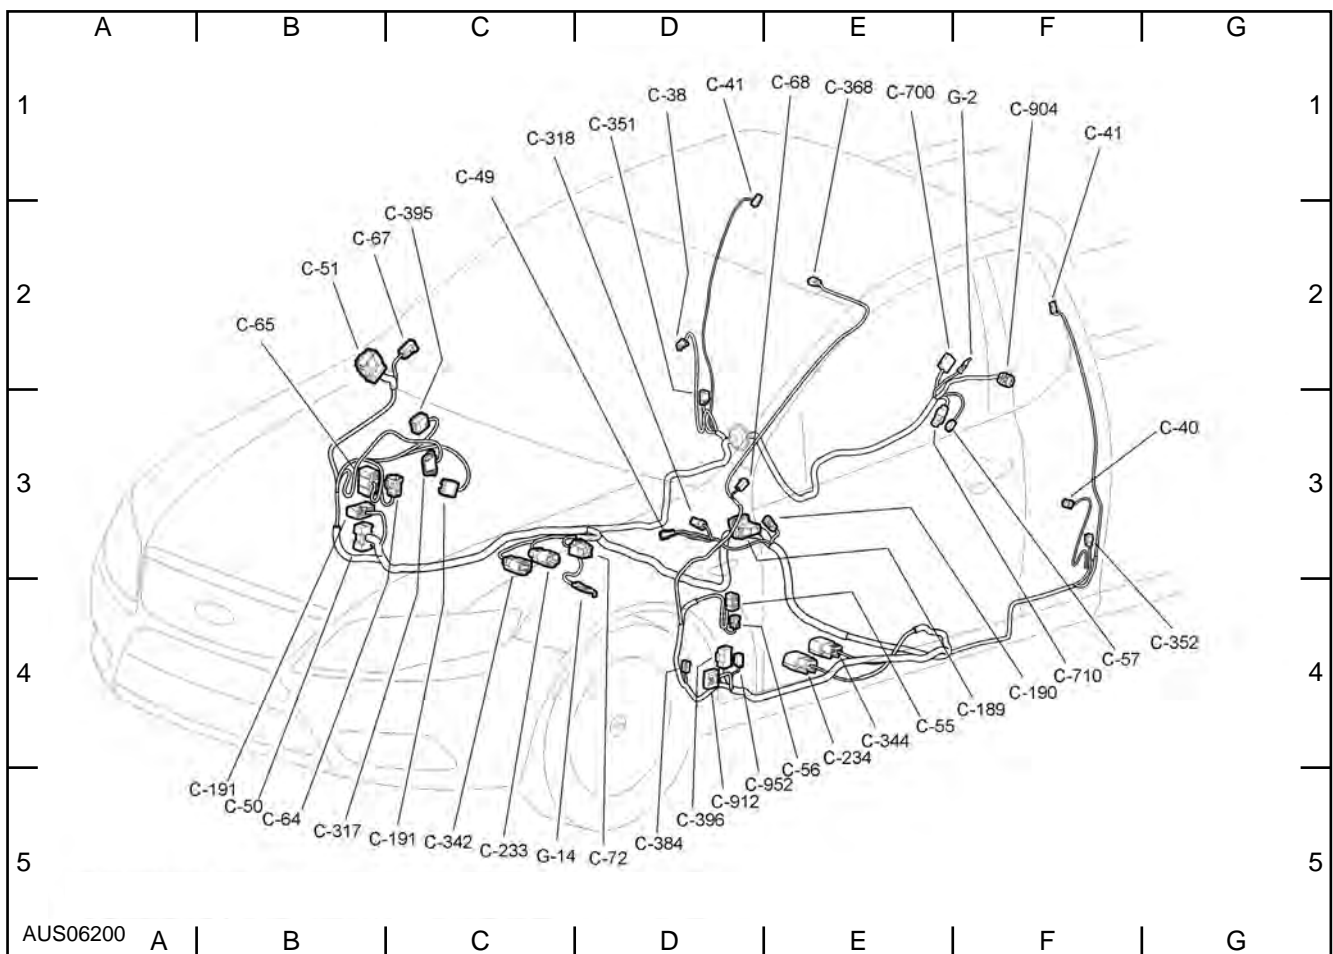 A B C D E F G
1 1
C-68 C-368
C-41 C-700 G-2
C-38 C-904
C-351
C-318 C-41
C-49
C-395
C-67
C-51
2 2
C-65
C-40
3 3
C-352
C-57
4 4
C-710
C-190
C-189
C-55
C-344
C-234
C-56
C-952
C-191
C-50 C-912
C-64 C-396
C-317
C-191 C-342 C-384
C-233 G-14 C-72
5 5
AUS06200
A B C D E F G